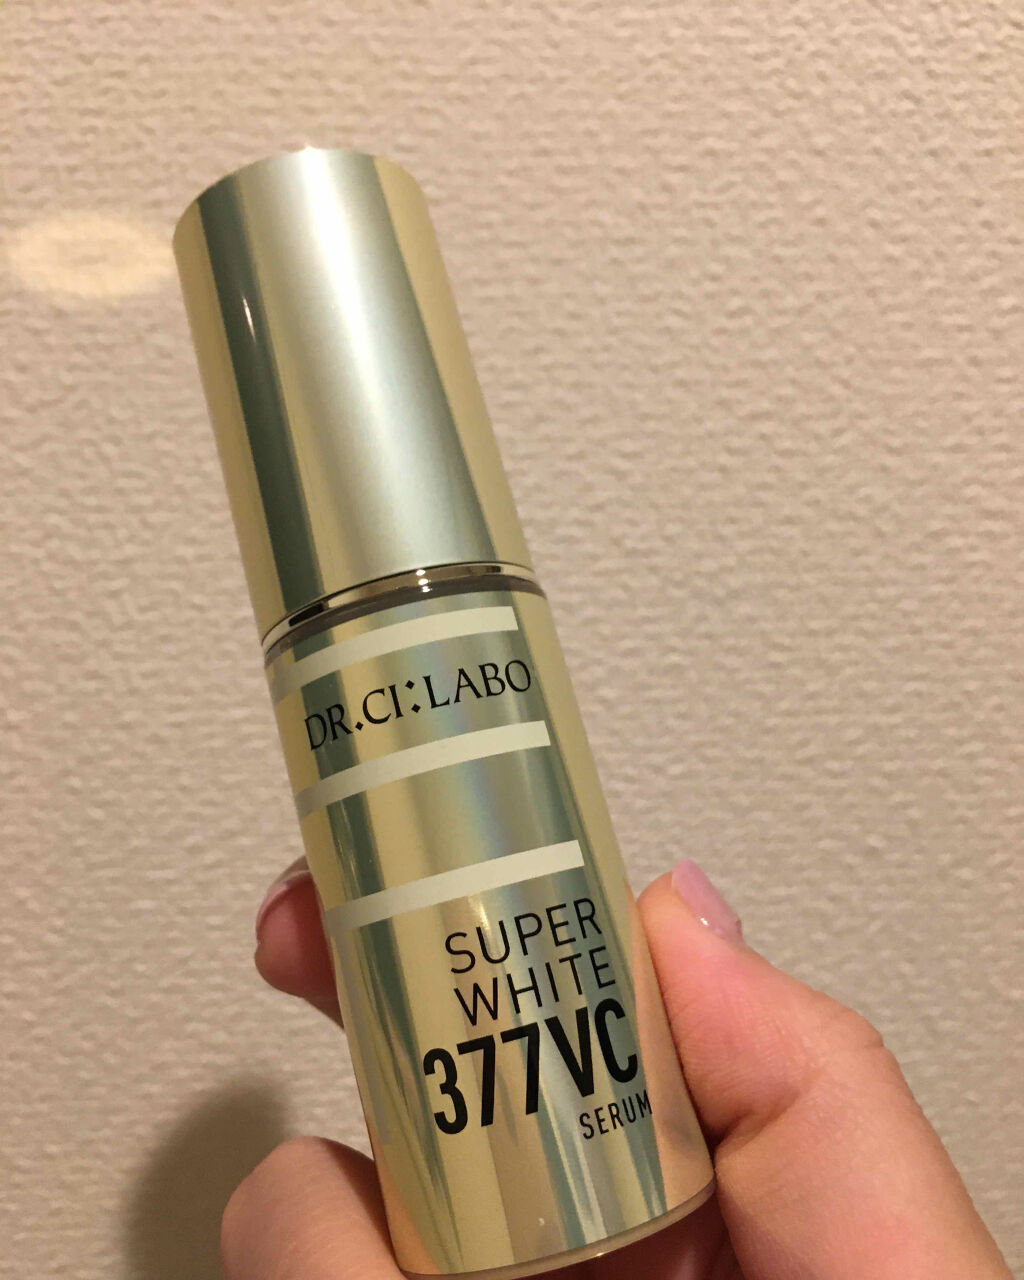 DR.CI:LABO
SUPER
WHITE
377VC
SERUM